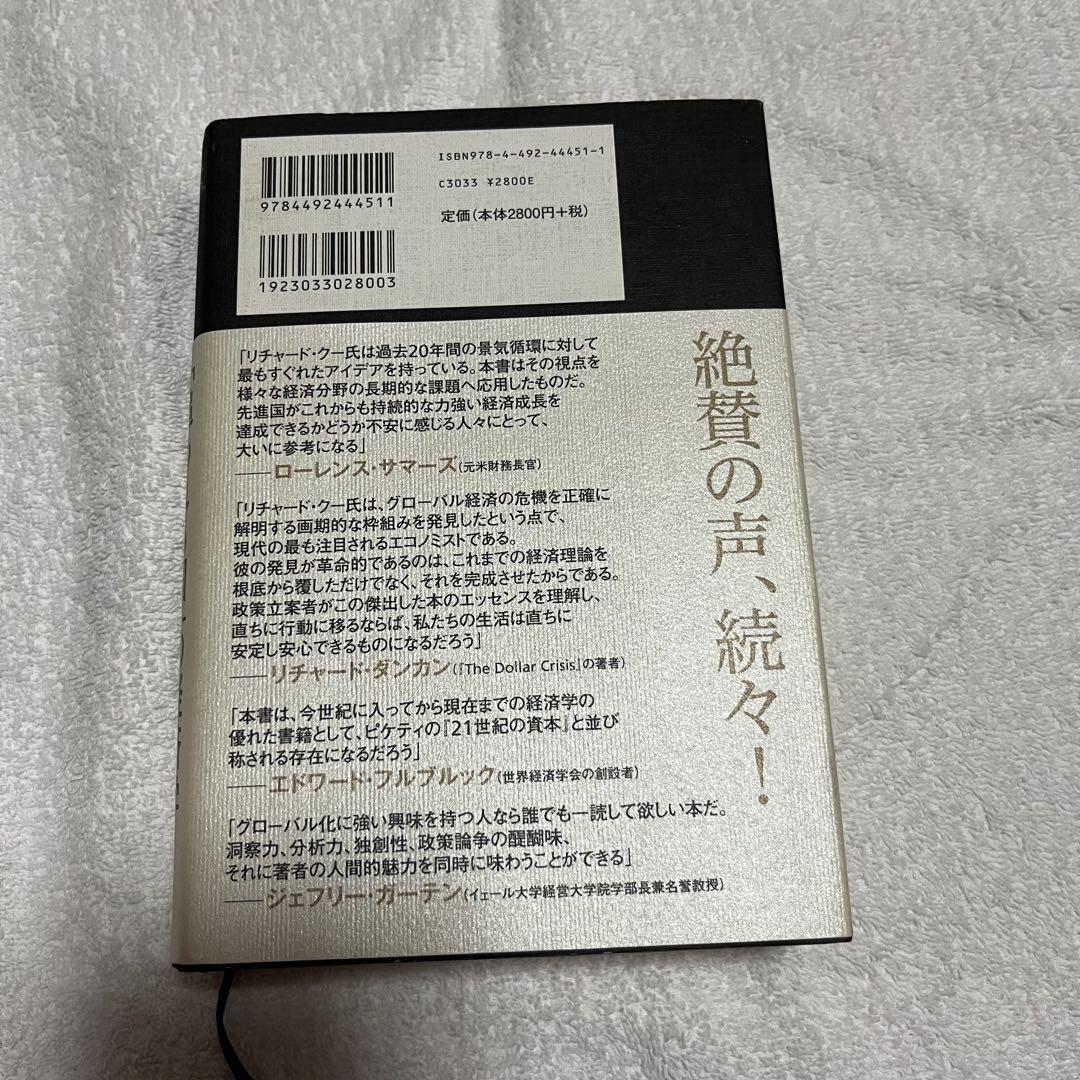 9784492444511
1923033028003
ISBN978-4-492-44451-1
C3033 ¥2800E
定価(本体2800円+税)
絶賛の声、続々!
「リチャード・クー氏は過去20年間の景気循環に対して
最もすぐれたアイデアを持っている。本書はその視点を
様々な経済分野の長期的な課題へ応用したものだ。
先進国がこれからも持続的な力強い経済成長を
達成できるかどうか不安に感じる人々にとって、
大いに参考になる」
——ローレンス・サマーズ(元米財務長官)
「リチャード・クー氏は、グローバル経済の危機を正確に
解明する画期的な枠組みを発見したという点で、
現代の最も注目されるエコノミストである。
彼の発見が革命的であるのは、これまでの経済理論を
根底から覆しただけでなく、それを完成させたからである。
政策立案者がこの傑出した本のエッセンスを理解し、
直ちに行動に移るならば、私たちの生活は直ちに
安定し安心できるものになるだろう」
——リチャード・ダンカン(『The Dollar Crisis』の著者)
「本書は、今世紀に入ってから現在までの経済学の
優れた書籍として、ピケティの『21世紀の資本』と並び
称される存在になるだろう」
——エドワード・フルブルック(世界経済学会の創設者)
「グローバル化に強い興味を持つ人なら誰でも一読して欲しい本だ。
洞察力、分析力、独創性、政策論争の醍醐味、
それに著者の人間的魅力を同時に味わうことができる」
——ジェフリー・ガーテン(イェール大学経営大学院学部長兼名誉教授)